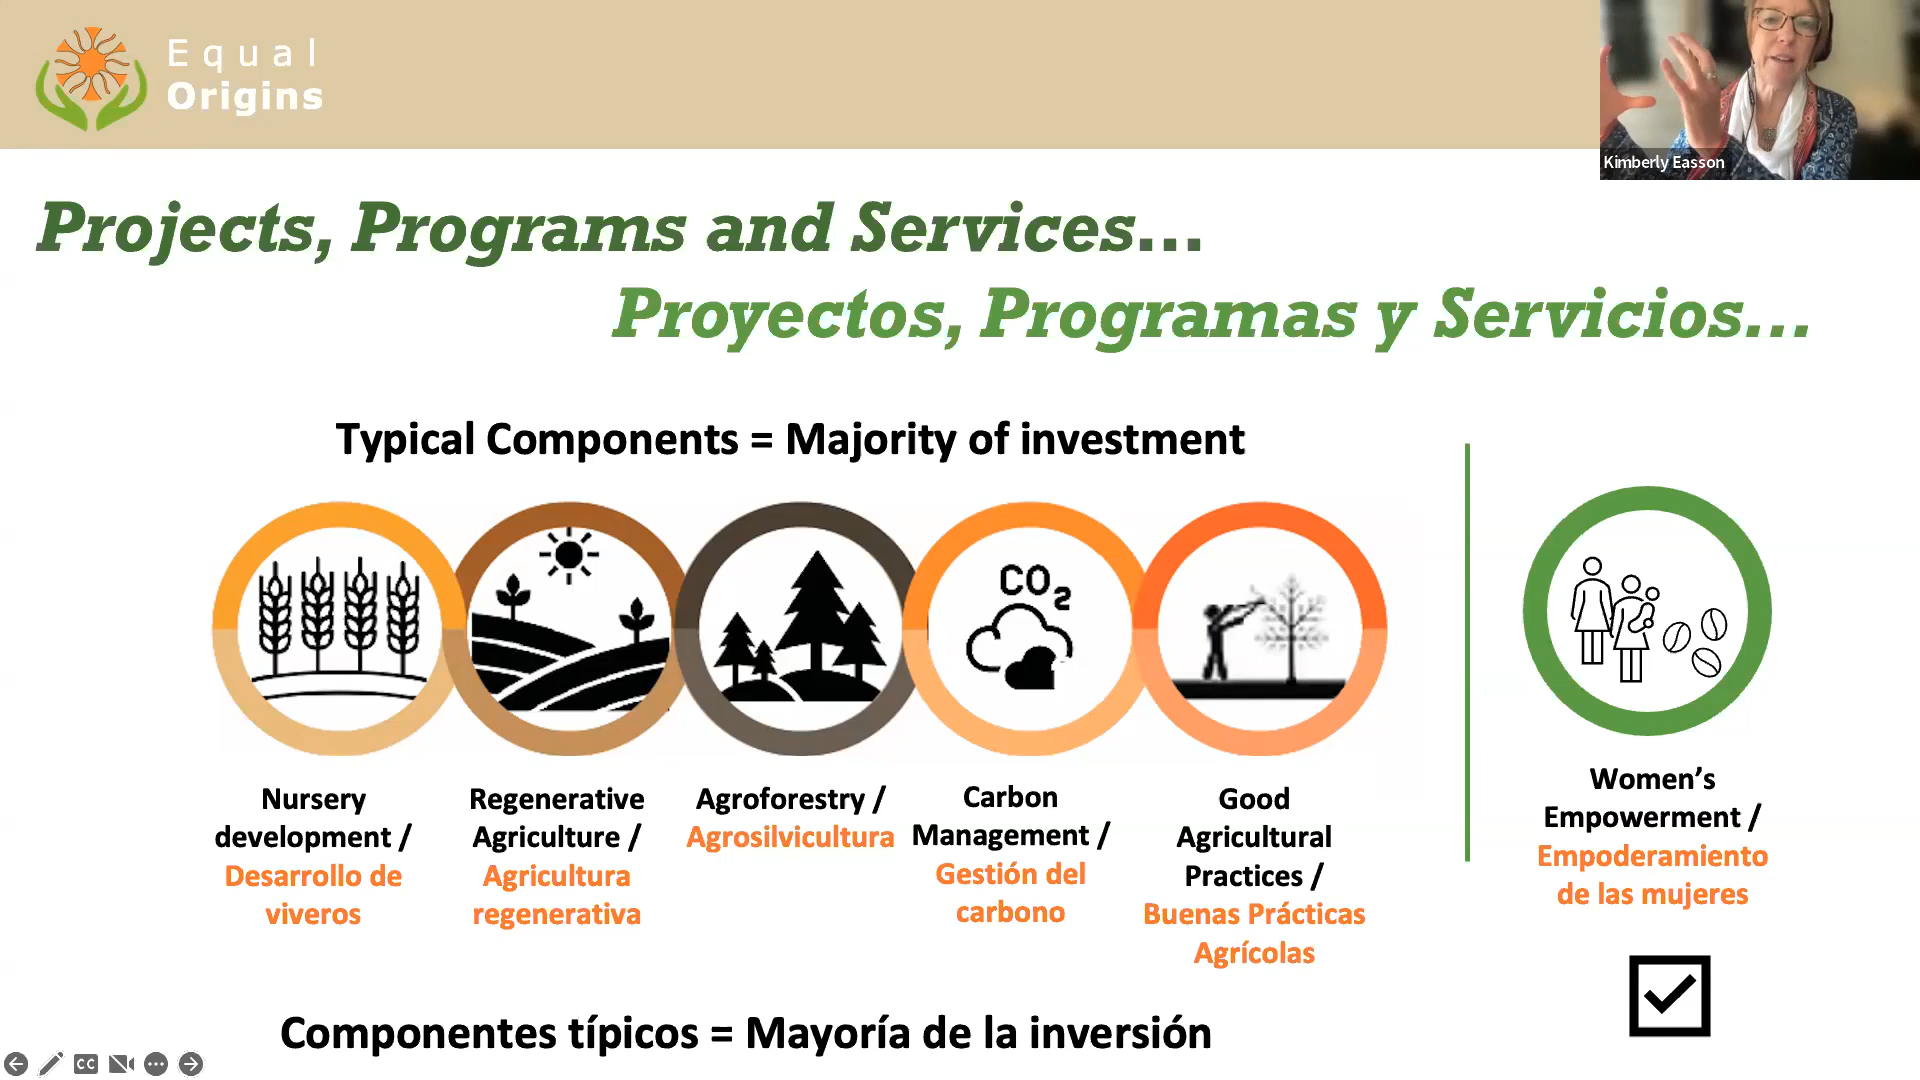 Equal
Origins
Kimberly Easson
Projects, Programs and Services...
Proyectos, Programas y Servicios...
Typical Components = Majority of investment
CO2
Nursery
development /
Desarrollo de
viveros
Regenerative
Agriculture /
Agricultura
regenerativa
Agroforestry /
Agrosilvicultura
Carbon
Management /
Gestión del
carbono
Good
Agricultural
Practices /
Buenas Prácticas
Agrícolas
Women’s
Empowerment /
Empoderamiento
de las mujeres
Componentes típicos = Mayoría de la inversión
CC